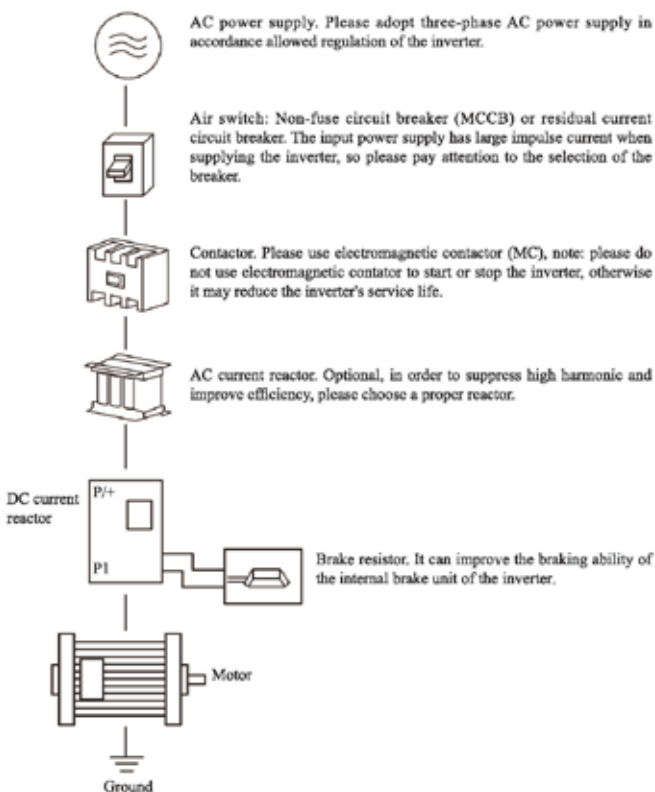 AC power supply. Please adopt three-phase AC power supply in
accordance allowed regulation of the inverter.
Air switch: Non-fuse circuit breaker (MCCB) or residual current
circuit breaker. The input power supply has large impulse current when
supplying the inverter, so please pay attention to the selection of the
breaker.
Contactor. Please use electromagnetic contactor (MC), note: please do
not use electromagnetic contator to start or stop the inverter, otherwise
it may reduce the inverter's service life.
AC current reactor. Optional, in order to suppress high harmonic and
improve efficiency, please choose a proper reactor.
DC current
reactor
P/+
P1
Brake resistor. It can improve the braking ability of
the internal brake unit of the inverter.
Motor
Ground